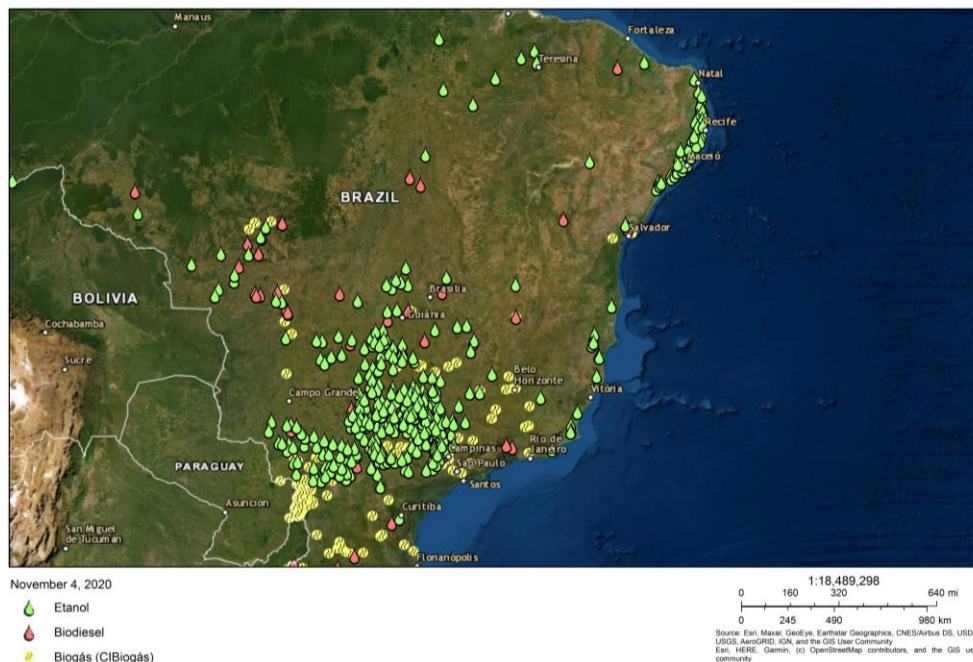 Manaus
Fortaleza
Teresina
Natal
Recife
Maceió
BRAZIL
Salvador
BOLIVIA
Brasília
Goiânia
Cochabamba
Sucre
Belo
Horizonte
Campo Grande
Vitória
Rio de
Janeiro
Campinas
São Paulo
Santos
PARAGUAY
Asunción
Curitiba
San Miguel
de Tucumán
Florianópolis
November 4, 2020
Etanol
Biodiesel
Biogás (CIBiogás)
1:18,489,298
0 160 320 640 mi
0 245 490 980 km
Source: Esri, Maxar, GeoEye, Earthstar Geographics, CNES/Airbus DS, USD
USGS, AeroGRID, IGN, and the GIS User Community
Esri, HERE, Garmin, (c) OpenStreetMap contributors, and the GIS us
community